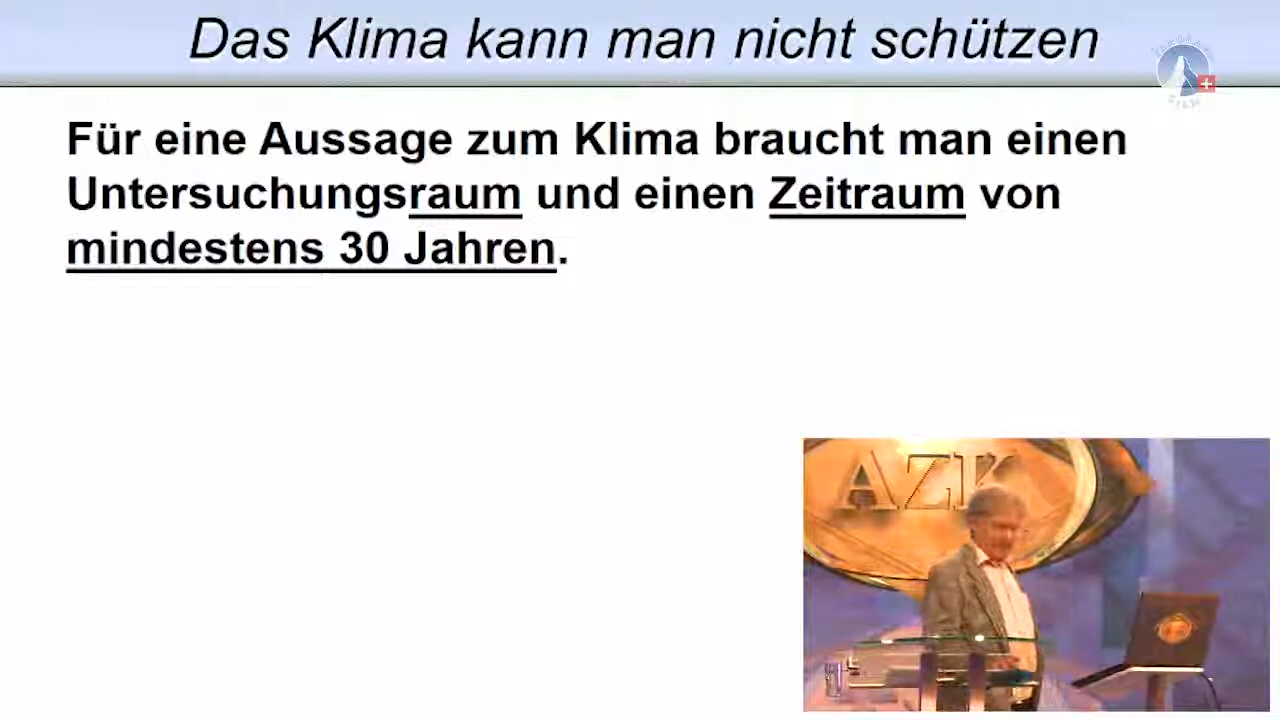 Das Klima kann man nicht schützen
Für eine Aussage zum Klima braucht man einen
Untersuchungsraum und einen Zeitraum von
mindestens 30 Jahren.
AZK